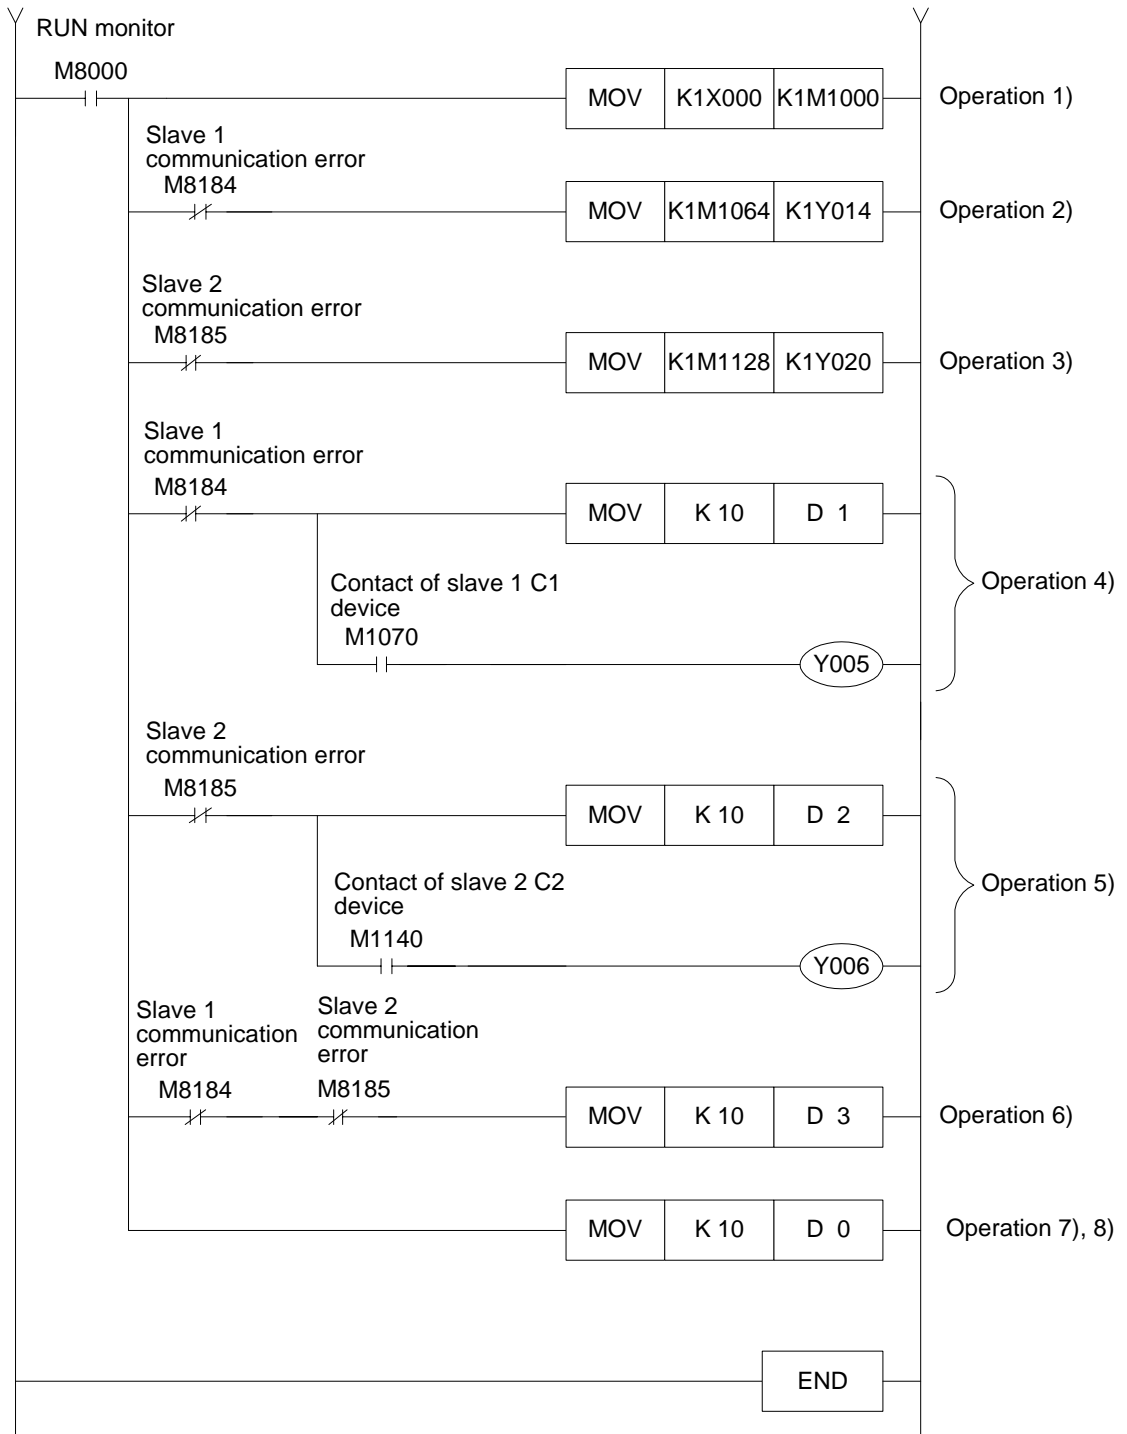 RUN monitor
M8000
MOV K1X000 K1M1000 Operation 1)
Slave 1
communication error
M8184
MOV K1M1064 K1Y014 Operation 2)
Slave 2
communication error
M8185
MOV K1M1128 K1Y020 Operation 3)
Slave 1
communication error
M8184
MOV K 10 D 1
Operation 4)
Contact of slave 1 C1
device
M1070
Y005
Slave 2
communication error
M8185
MOV K 10 D 2
Operation 5)
Contact of slave 2 C2
device
M1140
Y006
Slave 1
communication
error
M8184
Slave 2
communication
error
M8185
MOV K 10 D 3 Operation 6)
MOV K 10 D 0 Operation 7), 8)
END